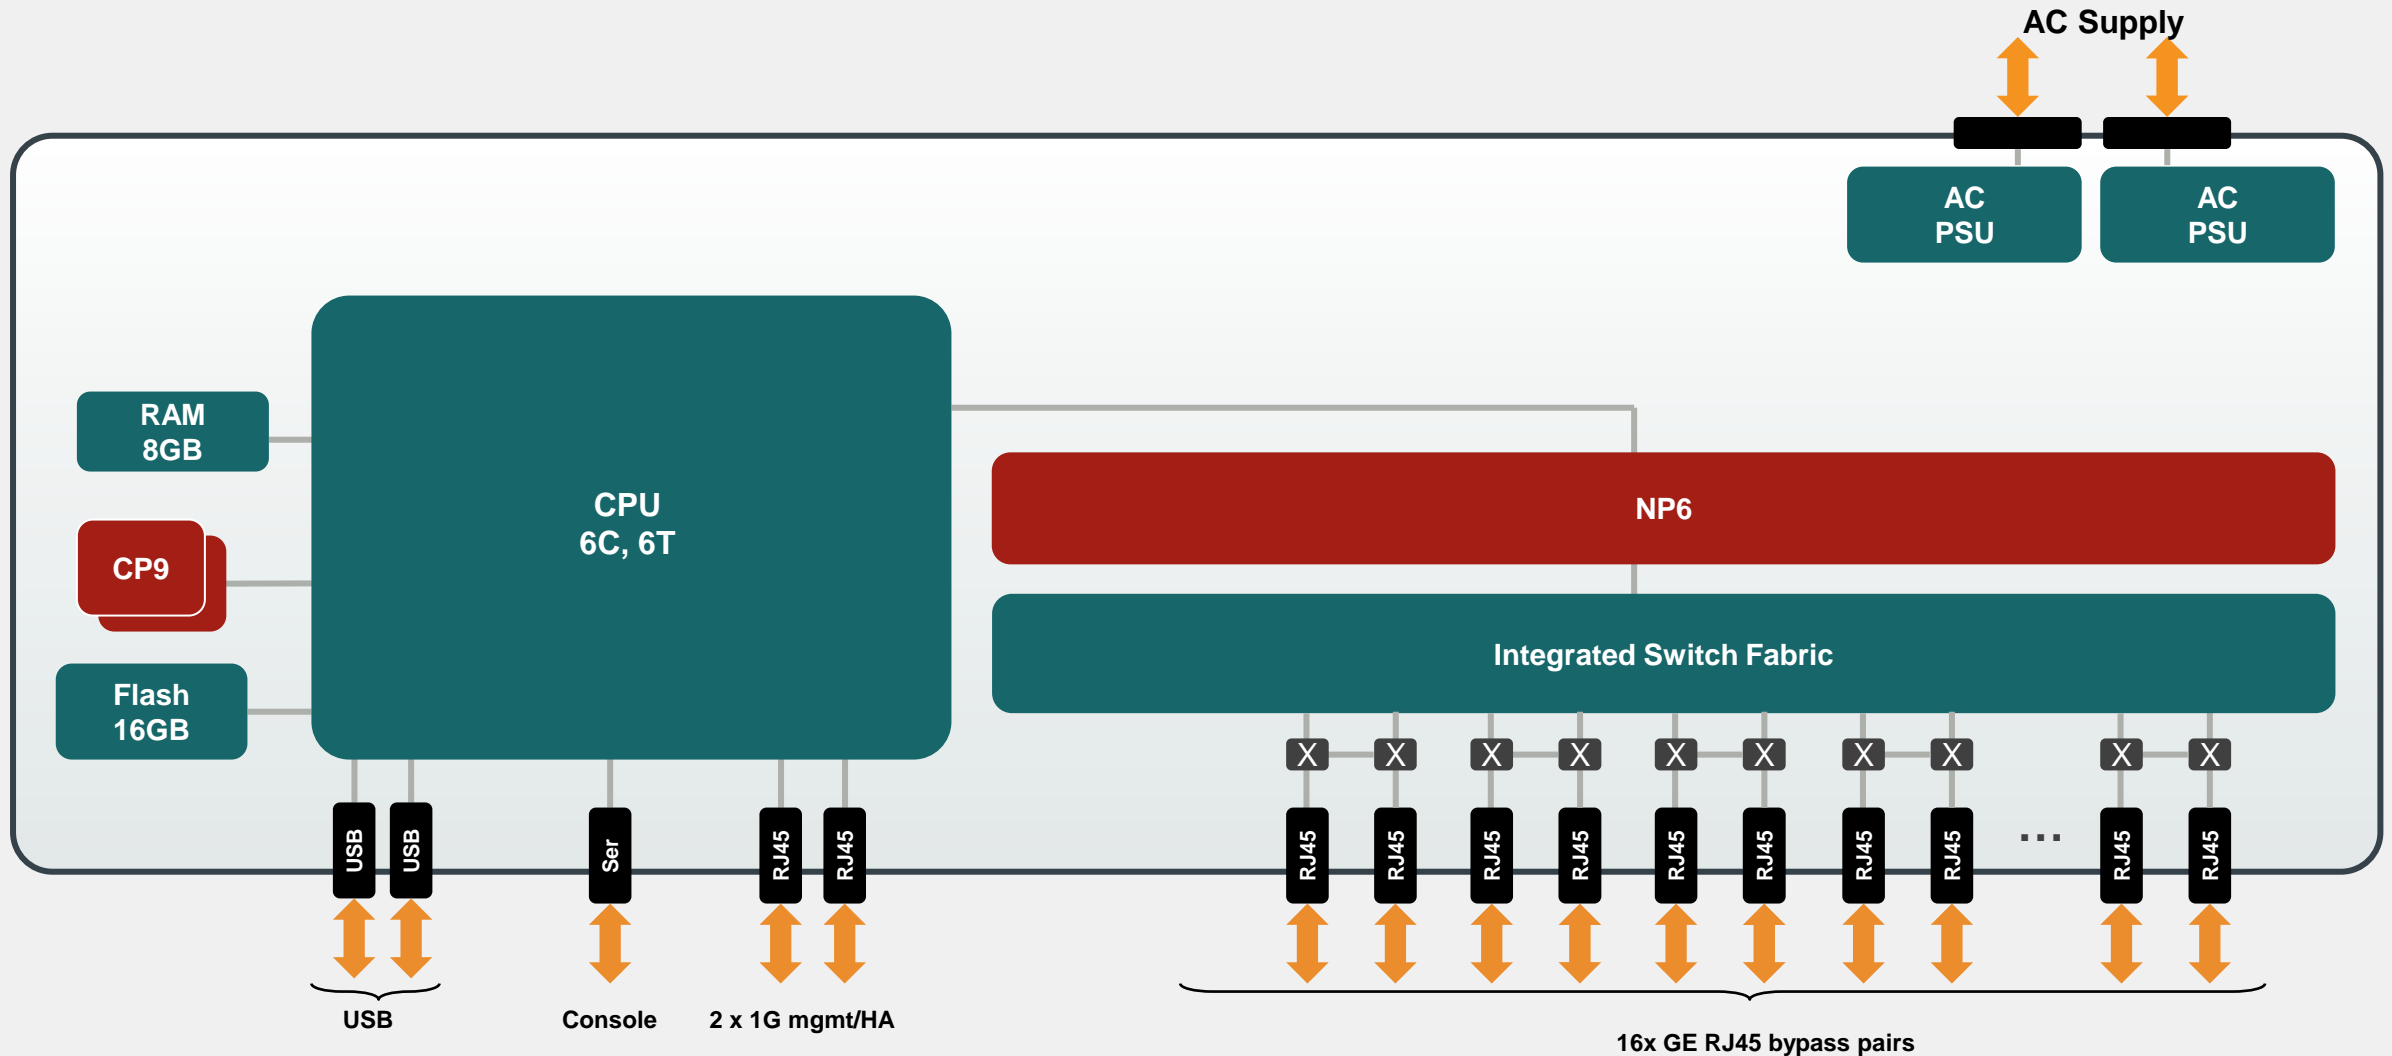 AC Supply
AC
PSU
AC
PSU
RAM
8GB
CPU
6C, 6T
NP6
CP9
Integrated Switch Fabric
Flash
16GB
X
X
X
X
X
X
X
X
X
X
USB
USB
Ser
RJ45
RJ45
RJ45
RJ45
RJ45
RJ45
RJ45
RJ45
RJ45
RJ45
...
RJ45
RJ45
USB
Console
2 x 1G mgmt/HA
16x GE RJ45 bypass pairs